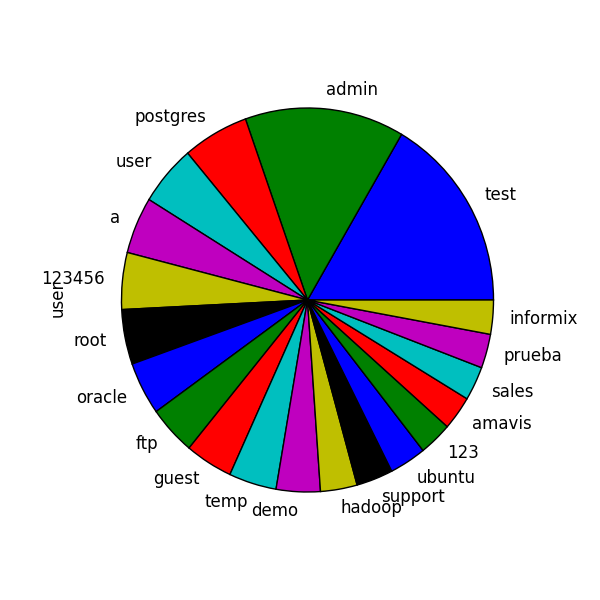 admin
test
postgres
user
a
123456
user
root
oracle
ftp
guest
temp
demo
hadoop
support
ubuntu
123
amavis
sales
prueba
informix